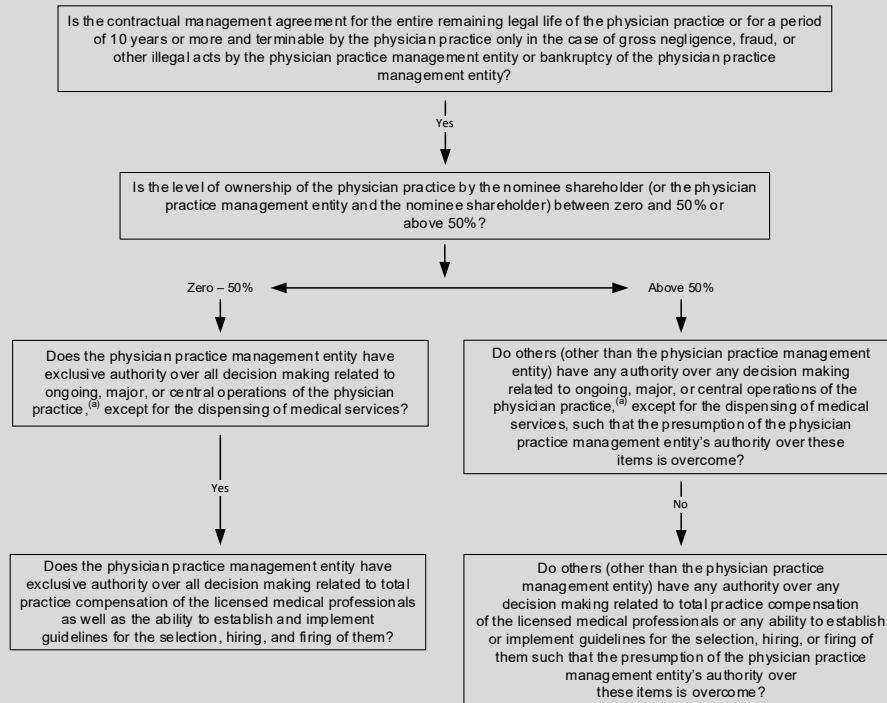 Is the contractual management agreement for the entire remaining legal life of the physician practice or for a period
of 10 years or more and terminable by the physician practice only in the case of gross negligence, fraud, or
other illegal acts by the physician practice management entity or bankruptcy of the physician practice
management entity?
Yes
Is the level of ownership of the physician practice by the nominee shareholder (or the physician
practice management entity and the nominee shareholder) between zero and 50% or
above 50%?
Zero – 50%
Above 50%
Does the physician practice management entity have
exclusive authority over all decision making related to
ongoing, major, or central operations of the physician
practice,(a) except for the dispensing of medical services?
Do others (other than the physician practice management
entity) have any authority over any decision making
related to ongoing, major, or central operations of the
physician practice,(a) except for the dispensing of medical
services, such that the presumption of the physician
practice management entity's authority over these
items is overcome?
Yes
No
Does the physician practice management entity have
exclusive authority over all decision making related to total
practice compensation of the licensed medical professionals
as well as the ability to establish and implement
guidelines for the selection, hiring, and firing of them?
Do others (other than the physician practice
management entity) have any authority over any
decision making related to total practice compensation
of the licensed medical professionals or any ability to establish
or implement guidelines for the selection, hiring, or firing of
them such that the presumption of the physician practice
management entity's authority over
these items is overcome?